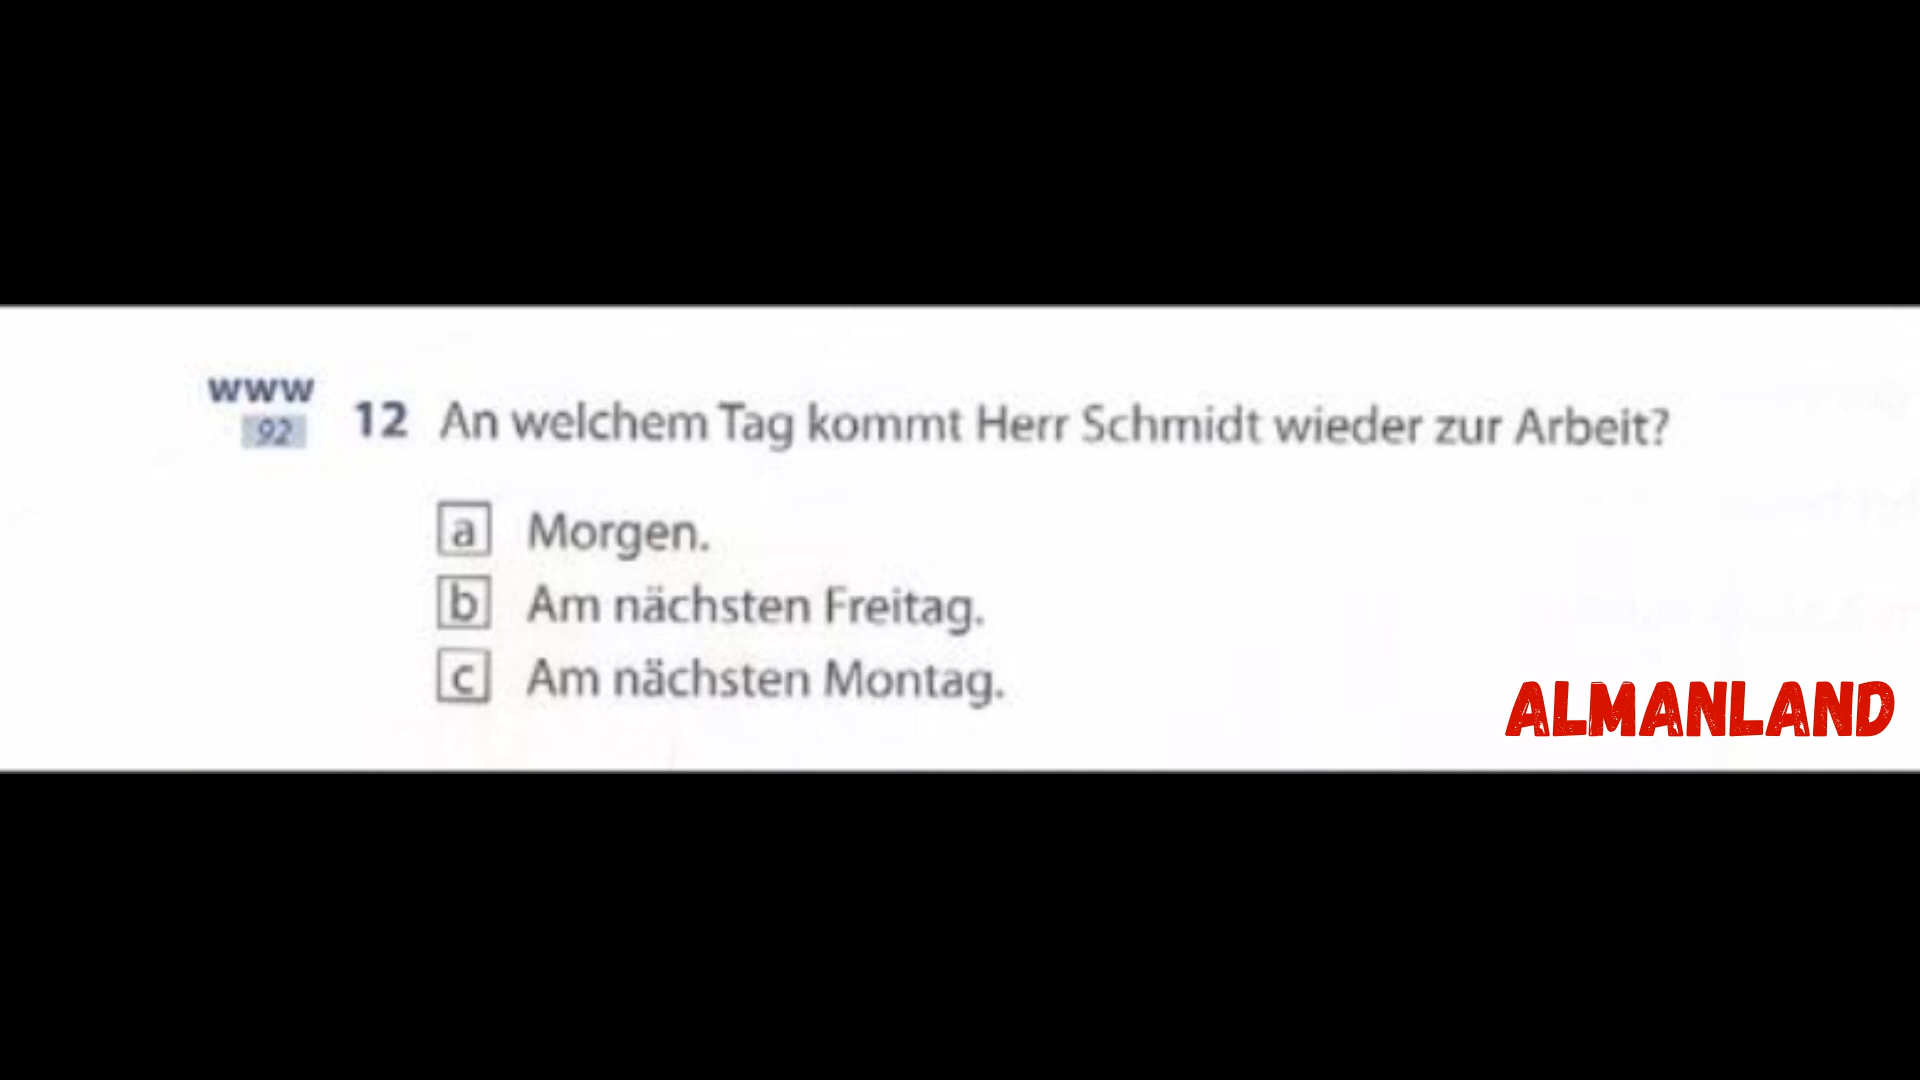 www
92
12 An welchem Tag kommt Herr Schmidt wieder zur Arbeit?
a Morgen.
b Am nächsten Freitag.
c Am nächsten Montag.
ALMANLAND